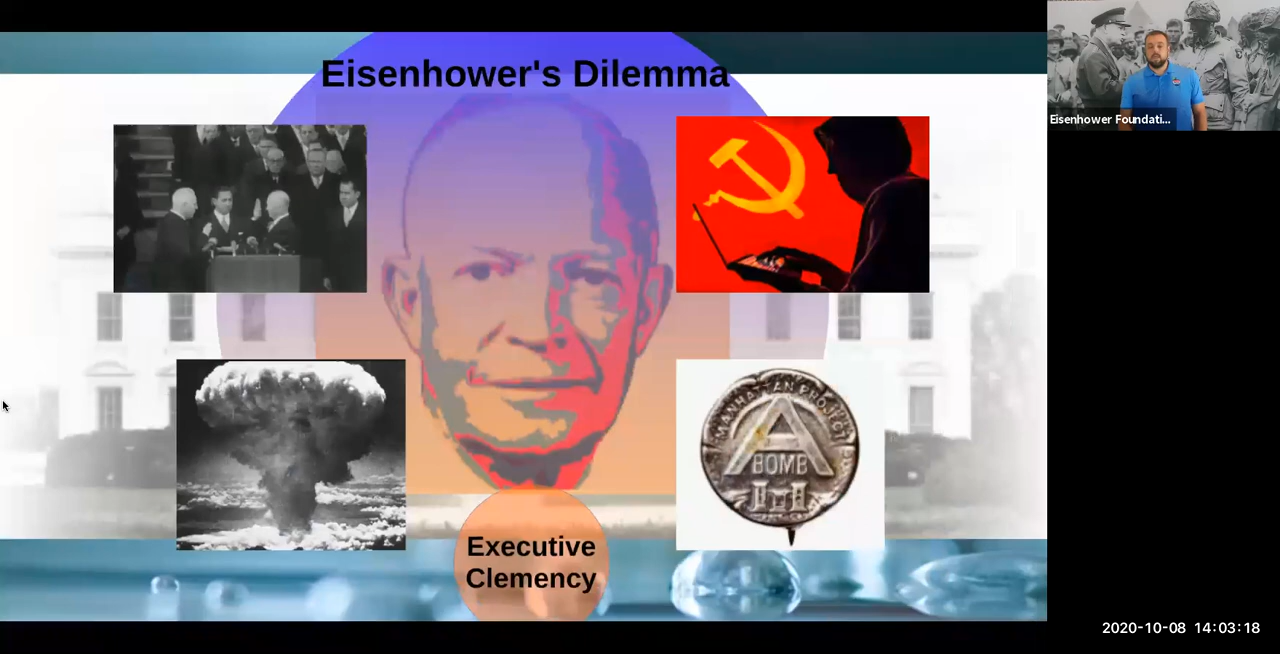 Eisenhower's Dilemma
Eisenhower Foundati...
MANHATTAN PROJECT
A
BOMB
Executive
Clemency
2020-10-08 14:03:18